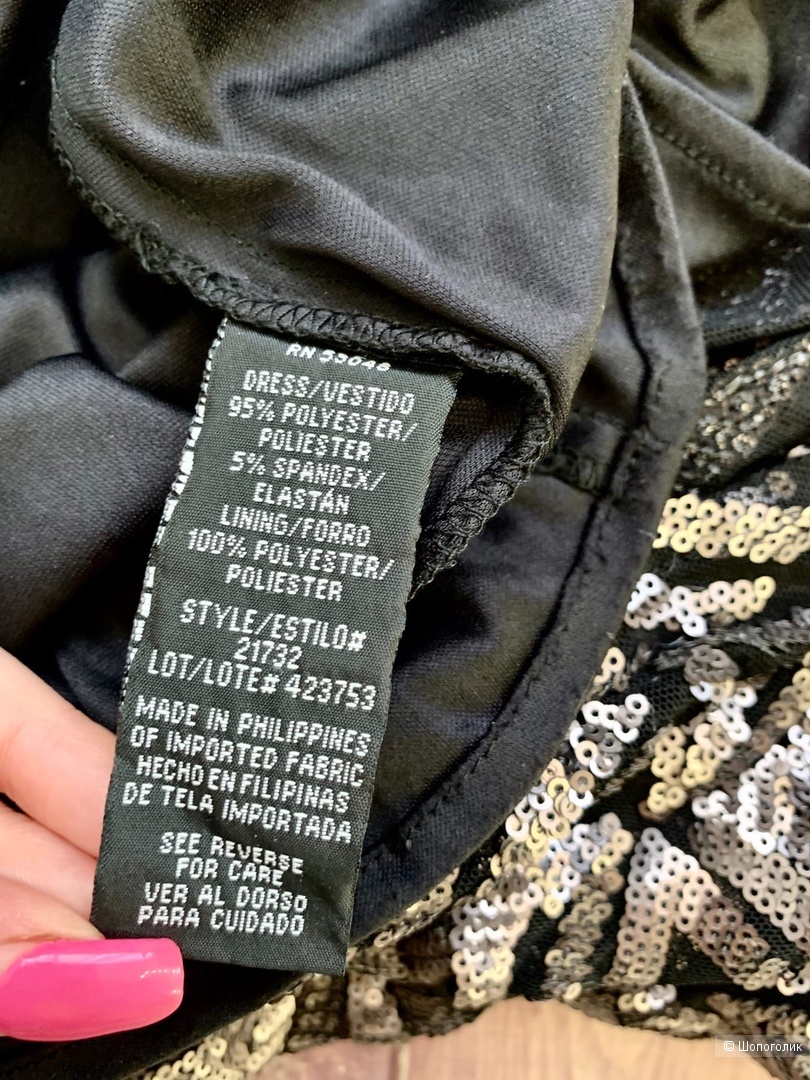 RN 55046
DRESS/VESTIDO
95% POLYESTER/
POLIESTER
5% SPANDEX/
ELASTÁN
LINING/FORRO
100% POLYESTER/
POLIESTER
STYLE/ESTILO#
21732
LOT/LOTE# 423753
MADE IN PHILIPPINES
OF IMPORTED FABRIC
HECHO EN FILIPINAS
DE TELA IMPORTADA
SEE REVERSE
FOR CARE
VER AL DORSO
PARA CUIDADO
© Шопоголик